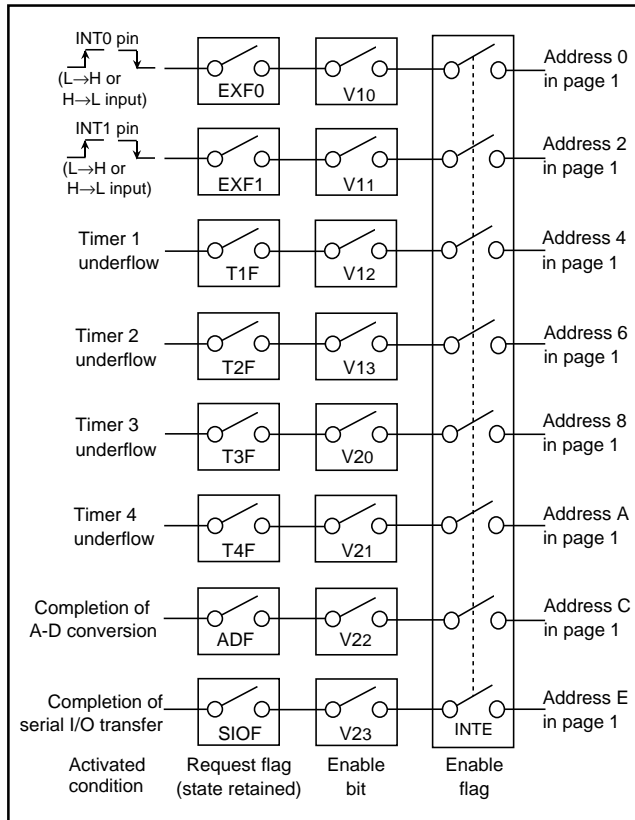 INT0 pin
(L→H or
H→L input)
EXF0
V10
Address 0
in page 1
INT1 pin
(L→H or
H→L input)
EXF1
V11
Address 2
in page 1
Timer 1
underflow
T1F
V12
Address 4
in page 1
Timer 2
underflow
T2F
V13
Address 6
in page 1
Timer 3
underflow
T3F
V20
Address 8
in page 1
Timer 4
underflow
T4F
V21
Address A
in page 1
Completion of
A-D conversion
ADF
V22
Address C
in page 1
Completion of
serial I/O transfer
SIOF
V23
INTE
Address E
in page 1
Activated
condition
Request flag
(state retained)
Enable
bit
Enable
flag